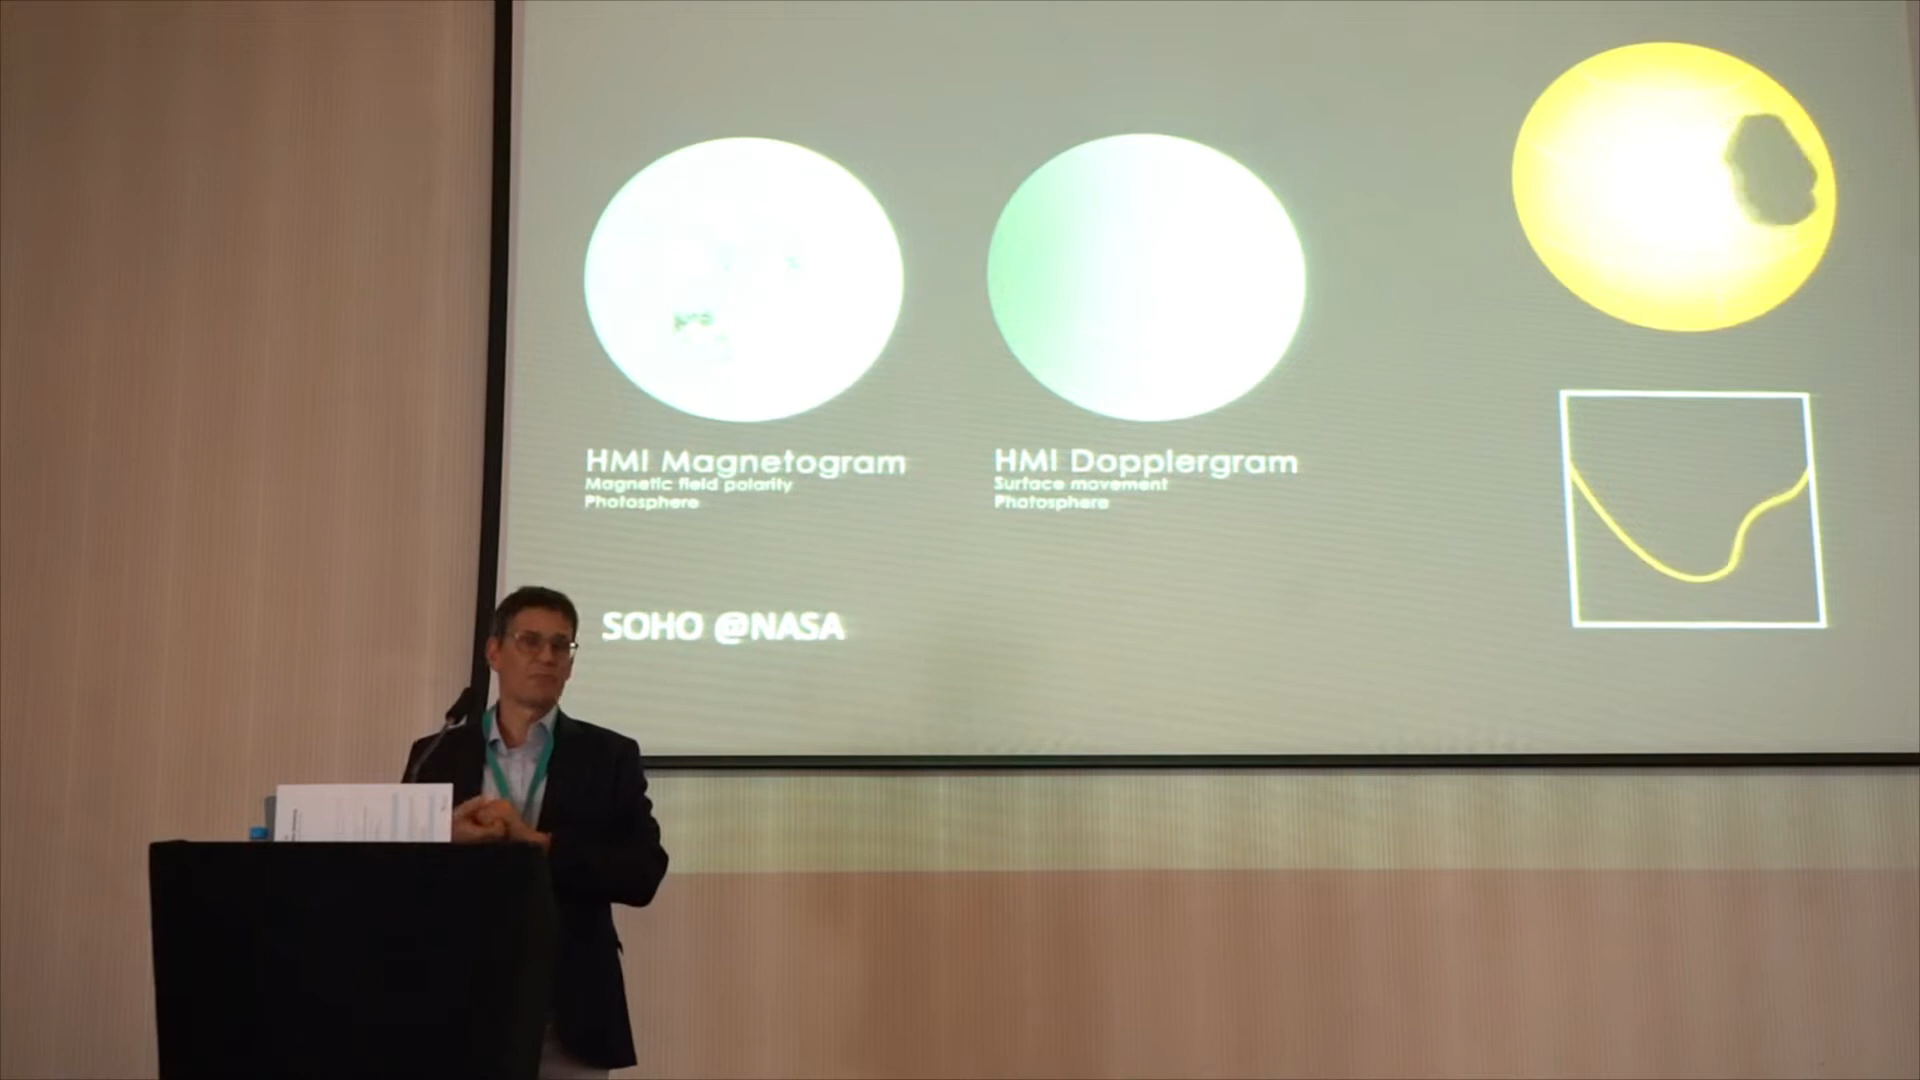 HMI Magnetogram
Magnetic field polarity
Photosphere
HMI Dopplergram
Surface movement
Photosphere
SOHO @NASA